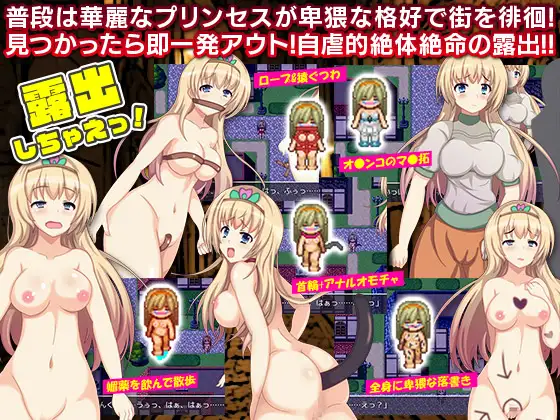 普段は華麗なプリンセスが卑猥な格好で街を徘徊!
見つかったら即一発アウト!自虐的絶体絶命の露出!!
露出
しちゃえっ!
ロープ&猿ぐつわ
オ●ンコのマ●拓
首輪+アナルオモチャ
媚薬を飲んで散歩
全身に卑猥な落書き